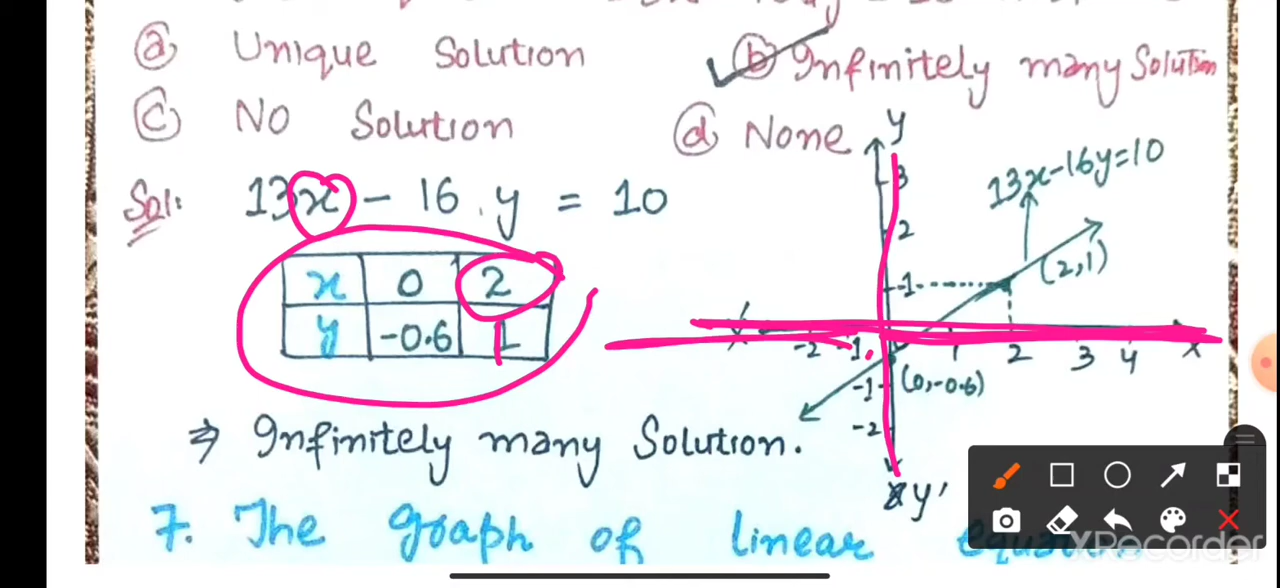 ⓐ Unique Solution ⓑ Infinitely many Solution
ⓒ NO Solution ⓓ None
Sol: 13x - 16.y = 10
x 0 2
y -0.6 1
y
3
2
1
13x-16y=10
(2,1)
-2 -1 1 2 3 4 x
(0,-0.6)
-1
-2
y'
⇒ Infinitely many Solution.
7. The graph of linear
XRecorder